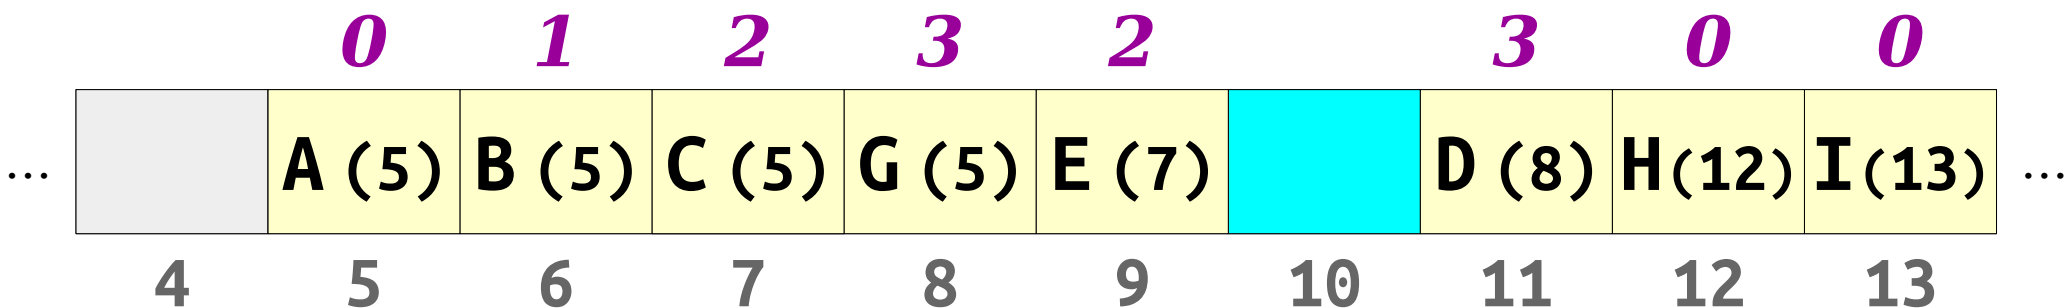 0 1 2 3 2 3 0 0
... A (5) B (5) C (5) G (5) E (7) D (8) H(12) I(13) ...
4 5 6 7 8 9 10 11 12 13